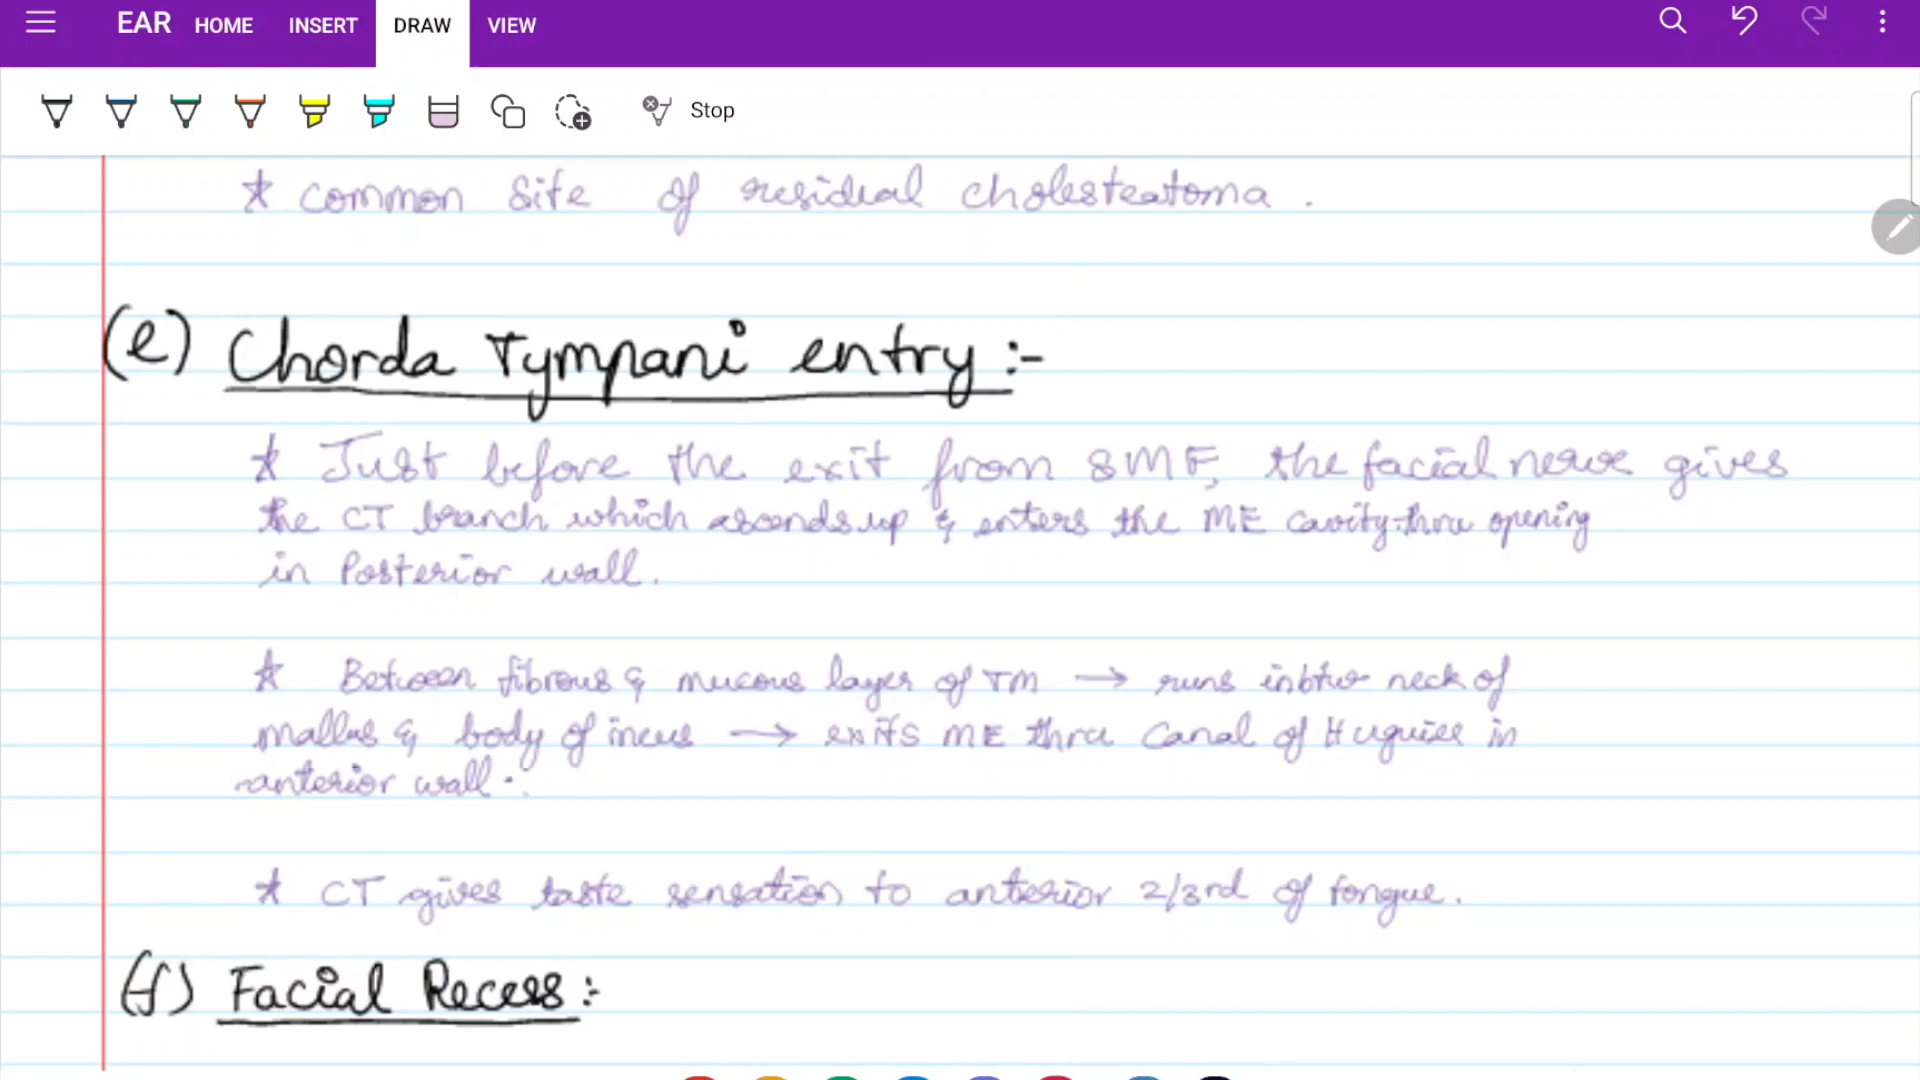 EAR HOME INSERT DRAW VIEW
Stop
* common site of residual cholesteatoma.
(e) Chorda Tympani entry :-
* Just before the exit from SMF, the facial nerve gives
the CT branch which ascends up & enters the ME cavity thru opening
in Posterior wall.
* Between fibrous & mucous layer of TM → runs inbtw neck of
mallus & body of incus → exits ME thru Canal of Huguier in
anterior wall.
* CT gives taste sensation to anterior 2/3rd of tongue.
(f) Facial Recess :-